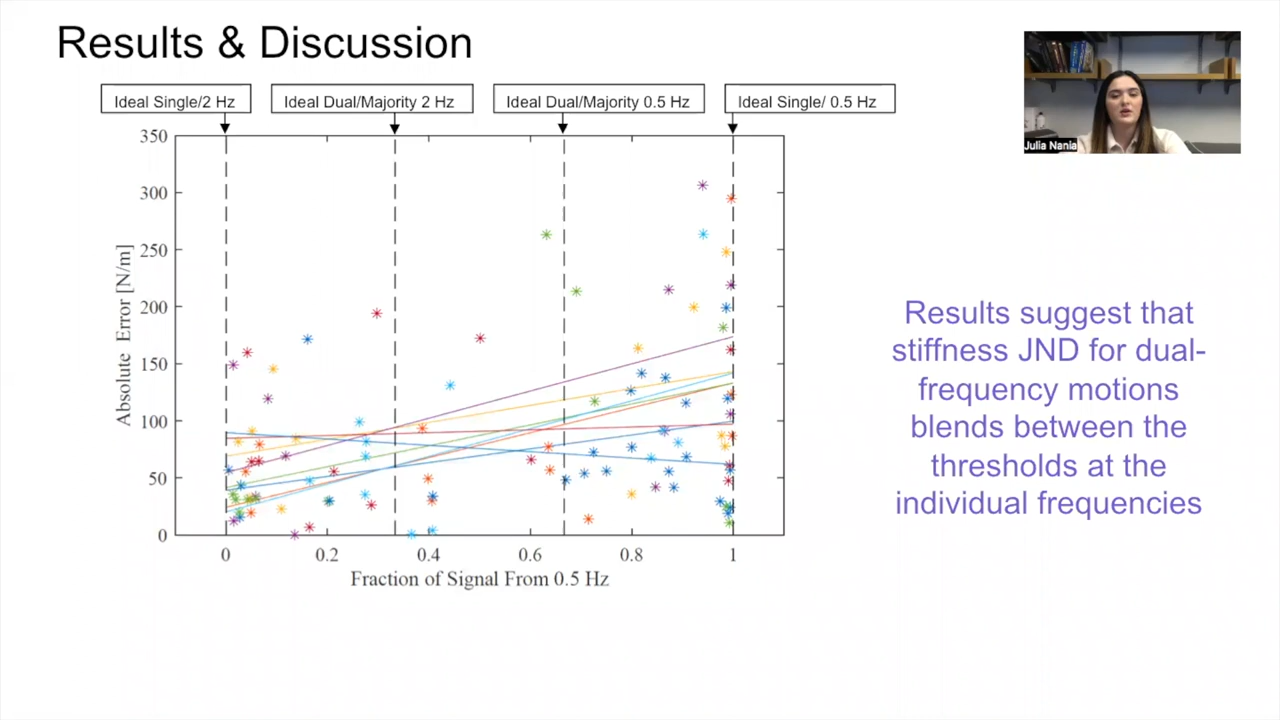 Results & Discussion
Ideal Single/2 Hz
Ideal Dual/Majority 2 Hz
Ideal Dual/Majority 0.5 Hz
Ideal Single/ 0.5 Hz
Julia Nania
350
300
250
200
150
100
50
0
Absolute Error [N/m]
0 0.2 0.4 0.6 0.8 1
Fraction of Signal From 0.5 Hz
Results suggest that
stiffness JND for dual-
frequency motions
blends between the
thresholds at the
individual frequencies